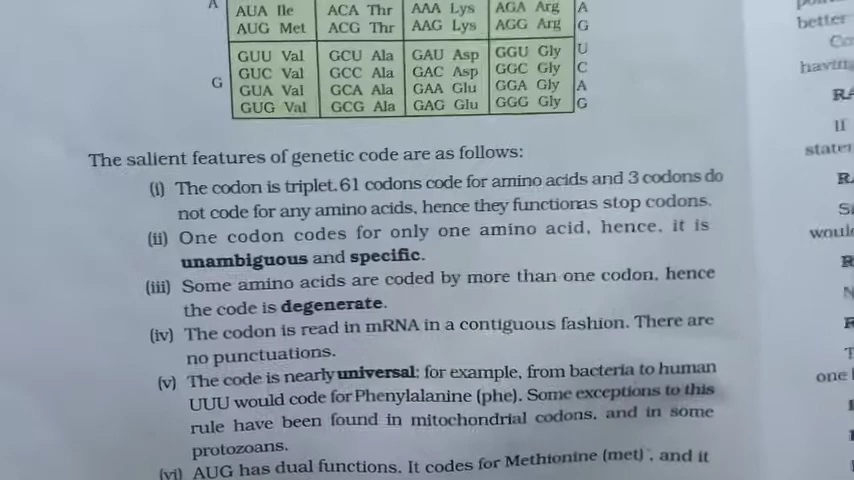 A
AUA Ile ACA Thr AAA Lys AGA Arg A
AUG Met ACG Thr AAG Lys AGG Arg G
GUU Val GCU Ala GAU Asp GGU Gly U
GUC Val GCC Ala GAC Asp GGC Gly C
G GUA Val GCA Ala GAA Glu GGA Gly A
GUG Val GCG Ala GAG Glu GGG Gly G
The salient features of genetic code are as follows:
(i) The codon is triplet. 61 codons code for amino acids and 3 codons do
not code for any amino acids, hence they functionas stop codons.
(ii) One codon codes for only one amino acid, hence, it is
unambiguous and specific.
(iii) Some amino acids are coded by more than one codon, hence
the code is degenerate.
(iv) The codon is read in mRNA in a contiguous fashion. There are
no punctuations.
(v) The code is nearly universal: for example, from bacteria to human
UUU would code for Phenylalanine (phe). Some exceptions to this
rule have been found in mitochondrial codons, and in some
protozoans.
(vi) AUG has dual functions. It codes for Methionine (met) , and it
better
having
one